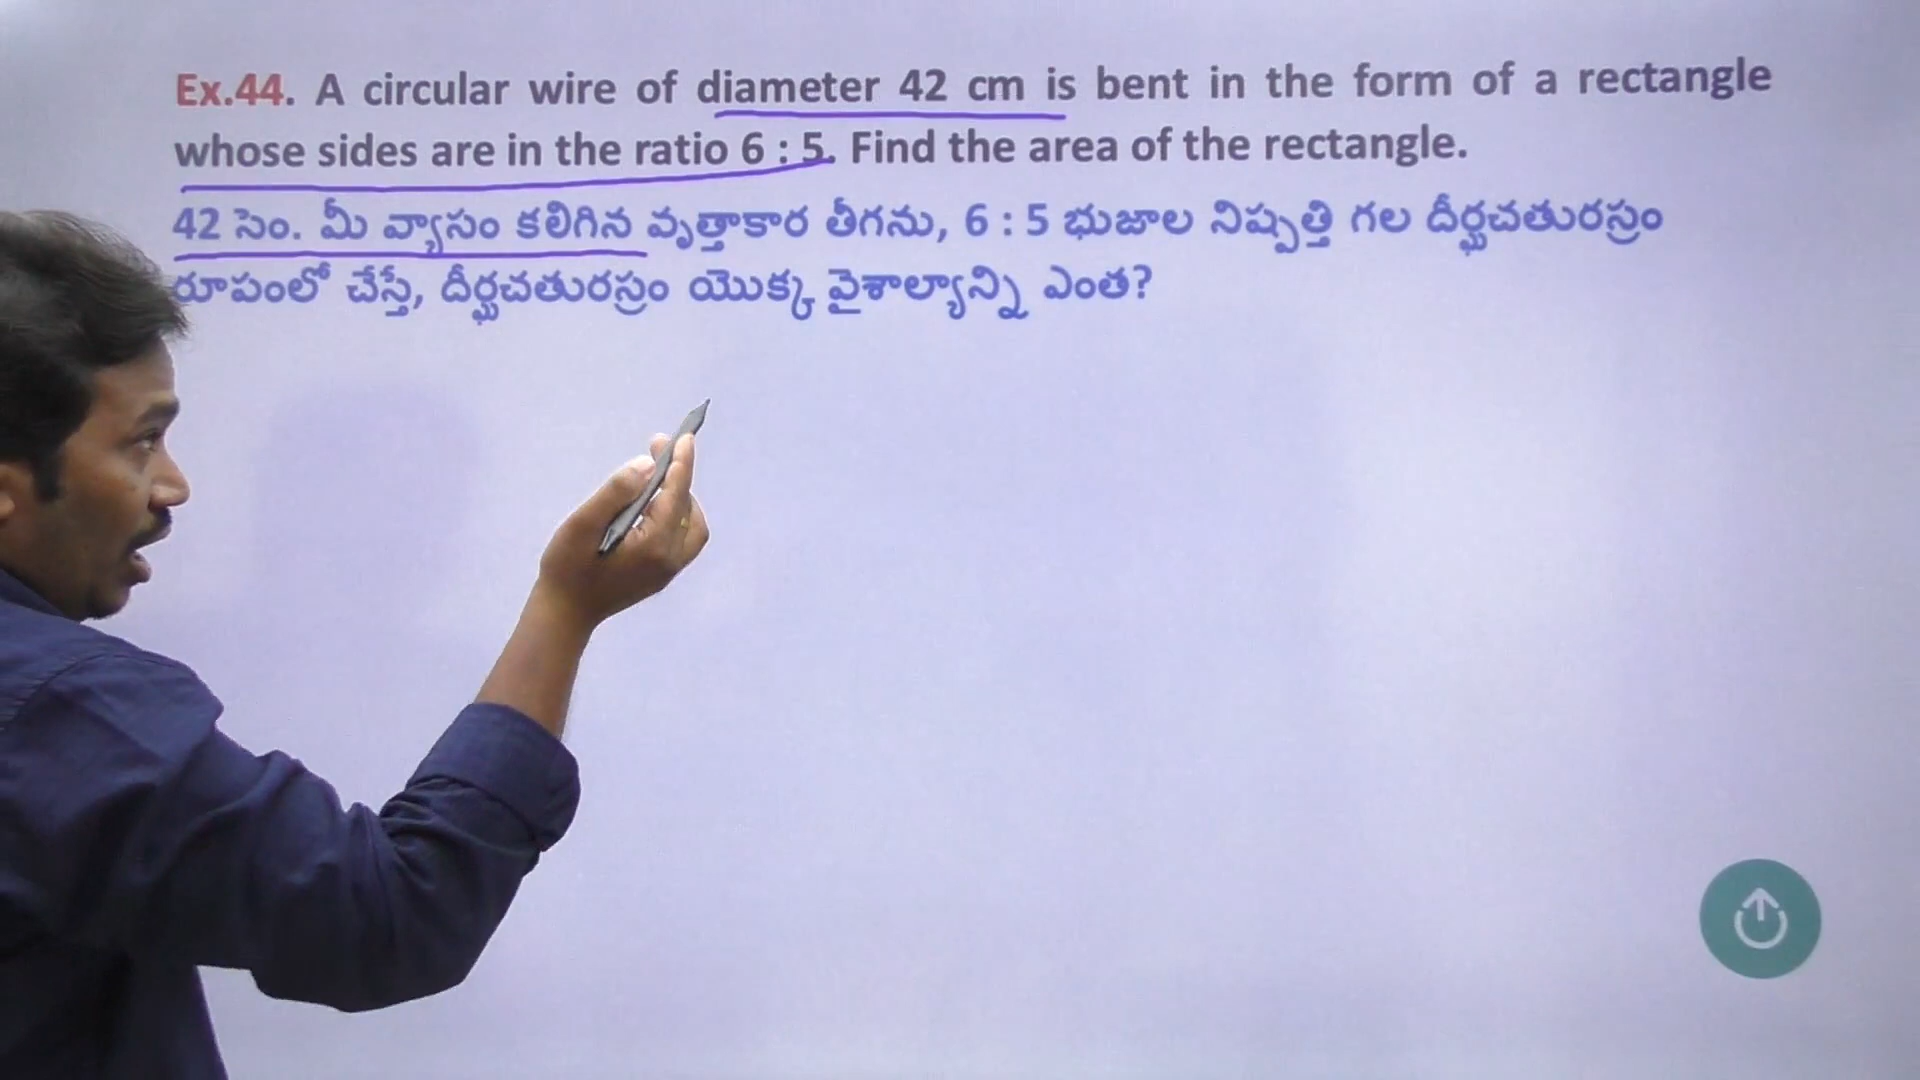 Ex.44. A circular wire of diameter 42 cm is bent in the form of a rectangle
whose sides are in the ratio 6 : 5. Find the area of the rectangle.
42 సెం. మీ వ్యాసం కలిగిన వృత్తాకార తీగను, 6 : 5 భుజాల నిష్పత్తి గల దీర్ఘచతురస్రం
రూపంలో చేస్తే, దీర్ఘచతురస్రం యొక్క వైశాల్యాన్ని ఎంత?